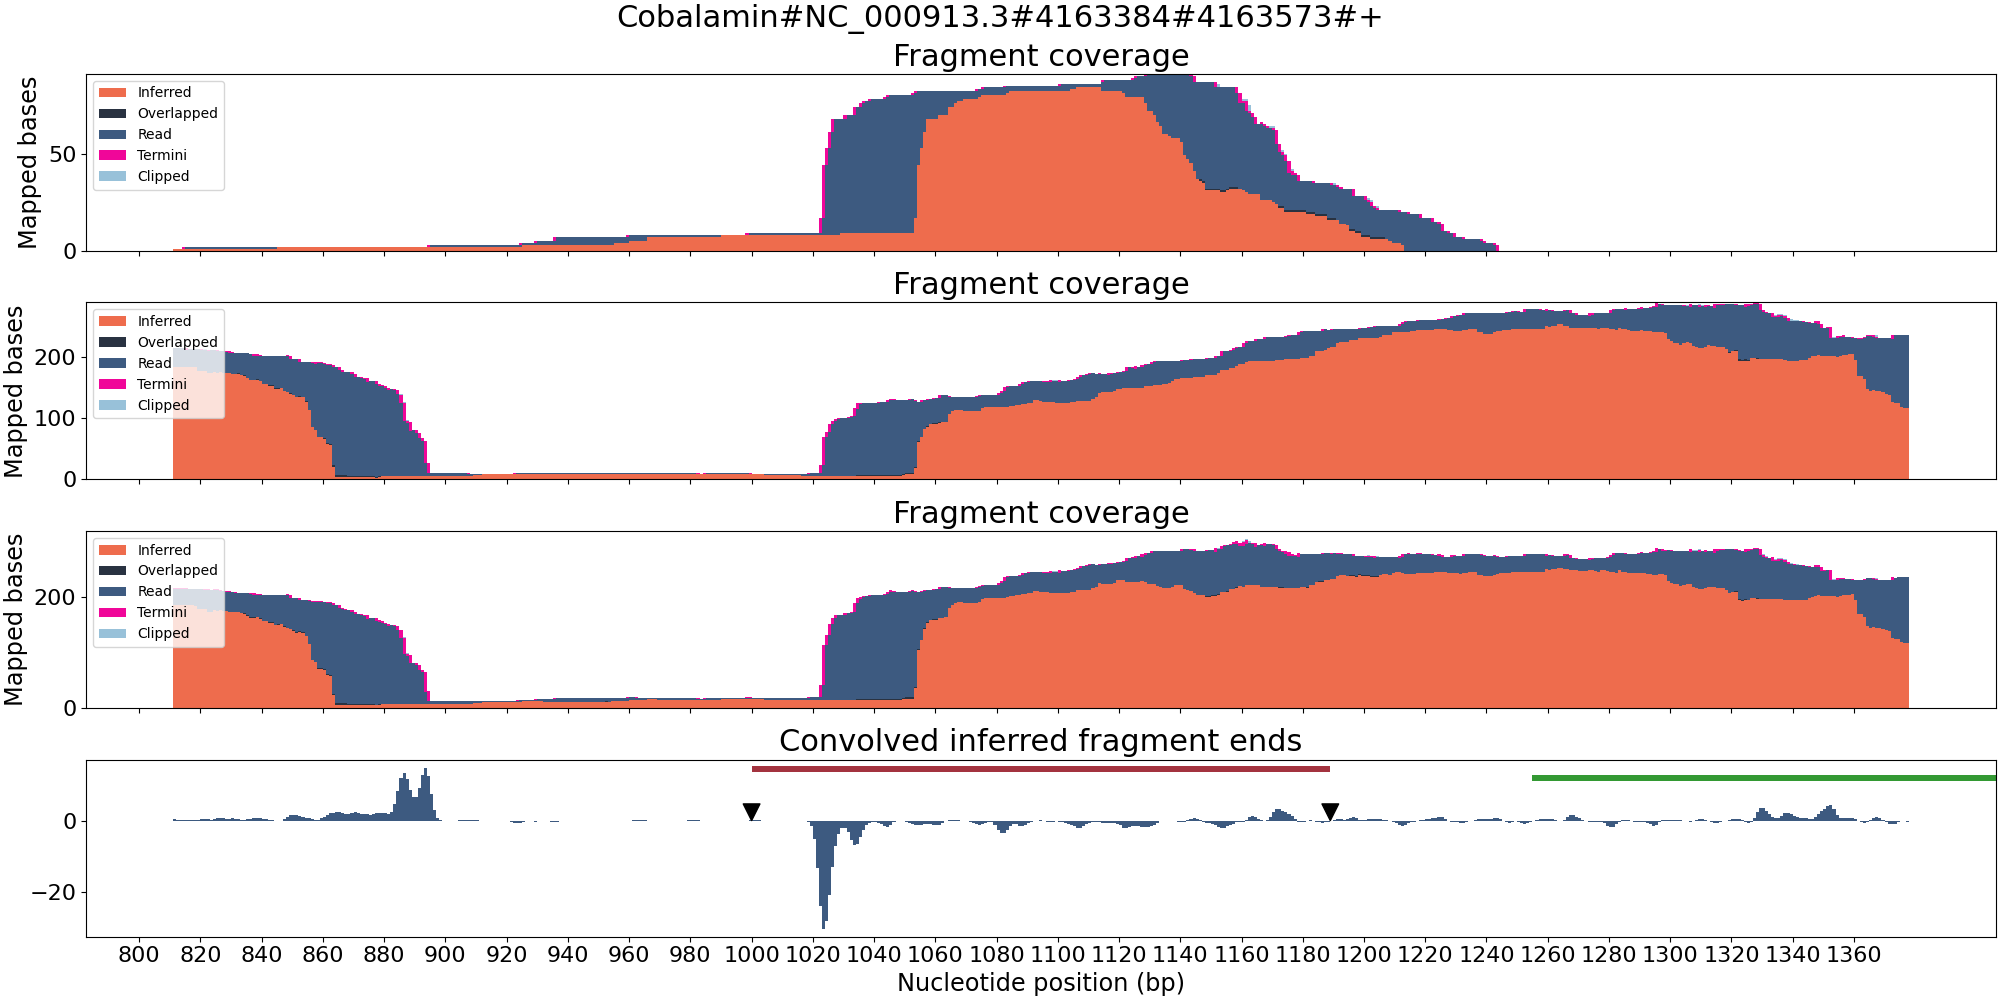 Cobalamin#NC_000913.3#4163384#4163573#+
Fragment coverage
Mapped bases
50
0
Inferred
Overlapped
Read
Termini
Clipped
Fragment coverage
Mapped bases
200
100
0
Inferred
Overlapped
Read
Termini
Clipped
Fragment coverage
Mapped bases
200
0
Inferred
Overlapped
Read
Termini
Clipped
Convolved inferred fragment ends
0
−20
800 820 840 860 880 900 920 940 960 980 1000 1020 1040 1060 1080 1100 1120 1140 1160 1180 1200 1220 1240 1260 1280 1300 1320 1340 1360
Nucleotide position (bp)